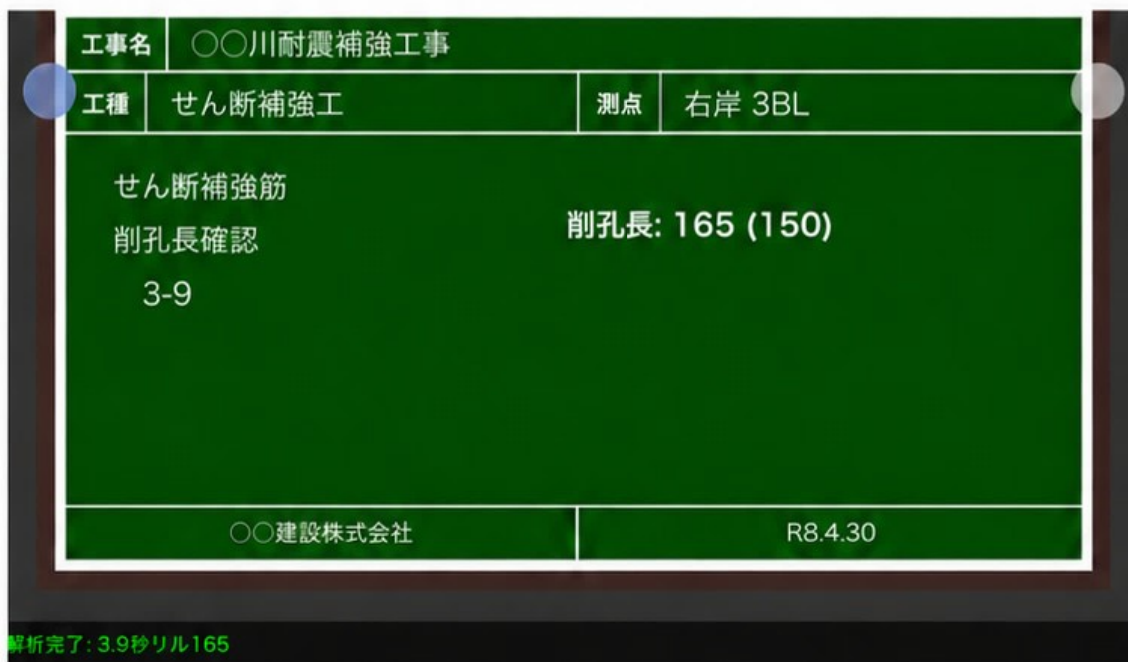 工事名 ○○川耐震補強工事
工種 せん断補強工 測点 右岸 3BL
せん断補強筋
削孔長確認
3-9
削孔長: 165 (150)
○○建設株式会社 R8.4.30
解析完了: 3.9秒リル165